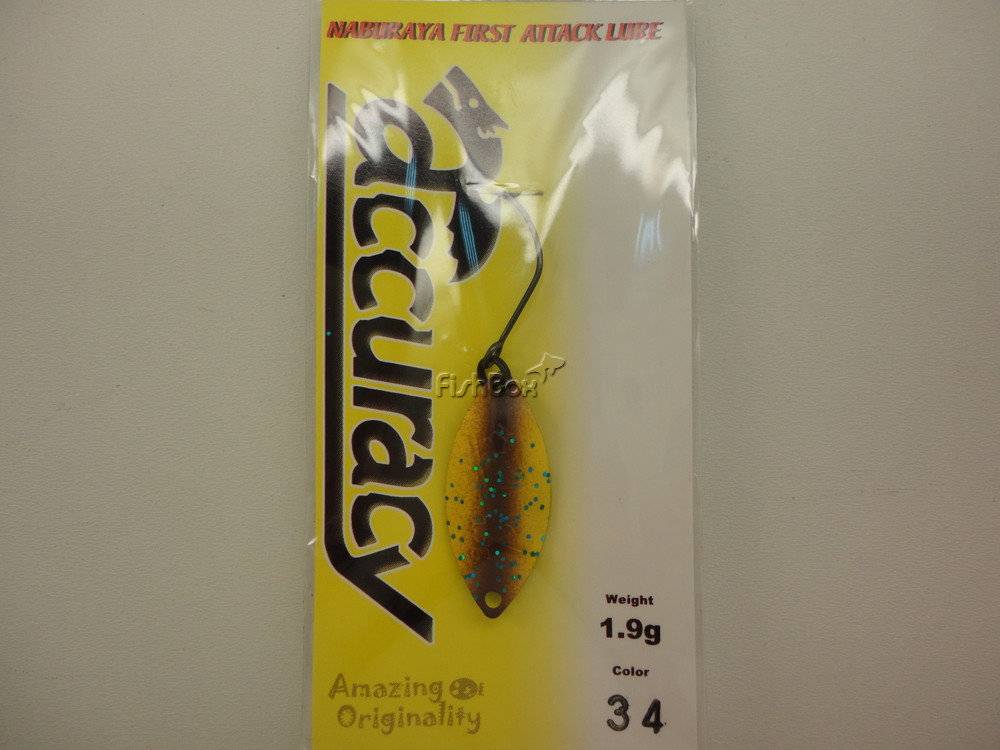 NABURAYA FIRST ATTACK LURE
accuracy
FishBox
Weight
1.9g
Color
34
Amazing
Originality